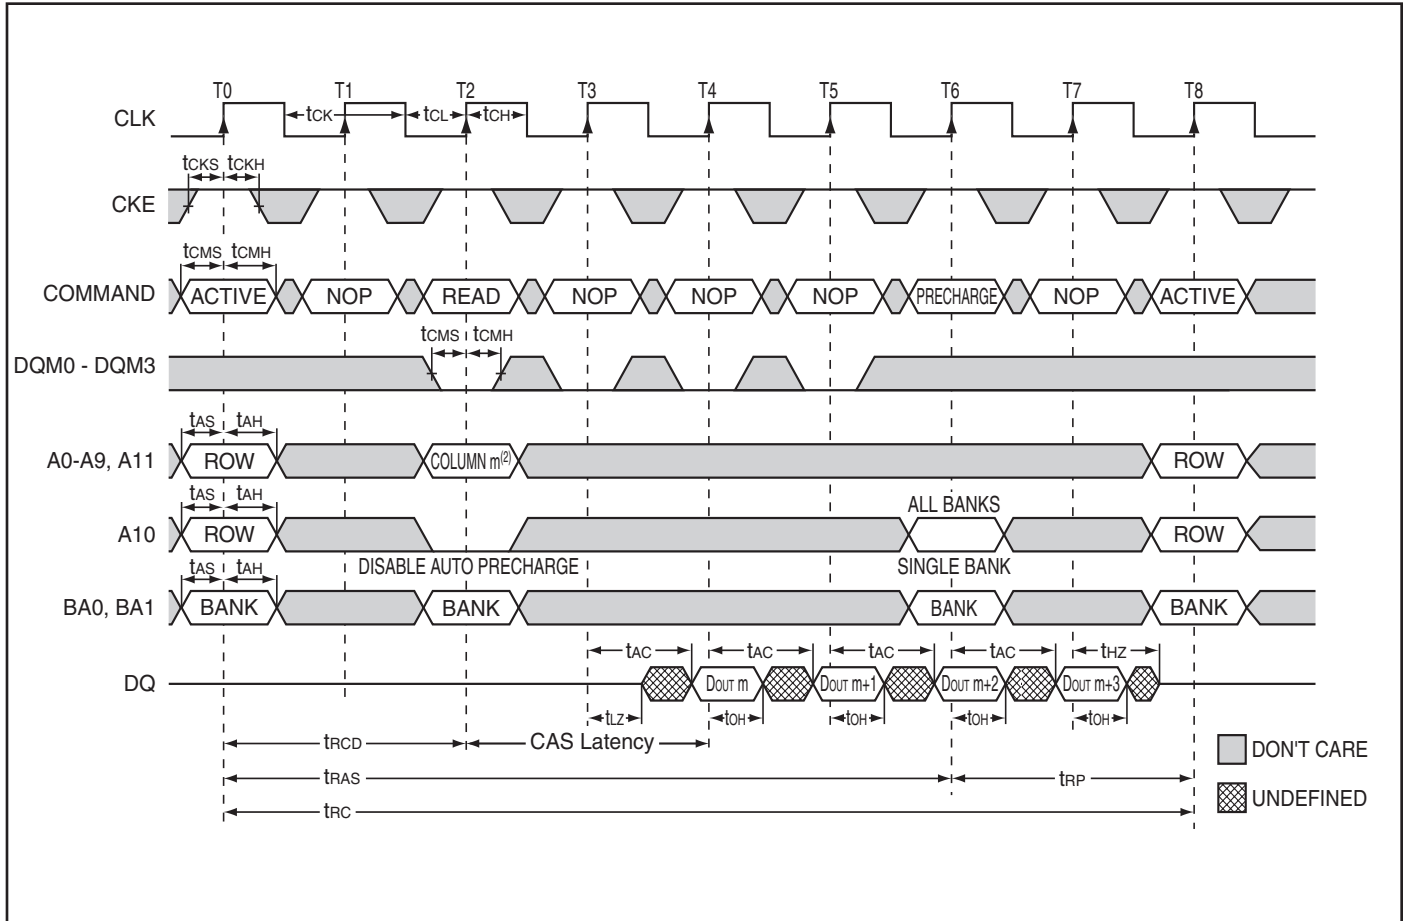 T0 T1 T2 T3 T4 T5 T6 T7 T8
CLK tCK tCL tCH
tCKS tCKH
CKE
tCMS tCMH
COMMAND ACTIVE NOP READ NOP NOP NOP PRECHARGE NOP ACTIVE
tCMS tCMH
DQM0 - DQM3
tAS tAH
A0-A9, A11 ROW COLUMN m(2) ROW
tAS tAH ALL BANKS
A10 ROW ROW
DISABLE AUTO PRECHARGE SINGLE BANK
tAS tAH
BA0, BA1 BANK BANK BANK BANK
tAC tAC tAC tAC tHZ
DQ DOUT m DOUT m+1 DOUT m+2 DOUT m+3
tLZ tOH tOH tOH tOH
tRCD CAS Latency
DON'T CARE
tRAS tRP
UNDEFINED
tRC